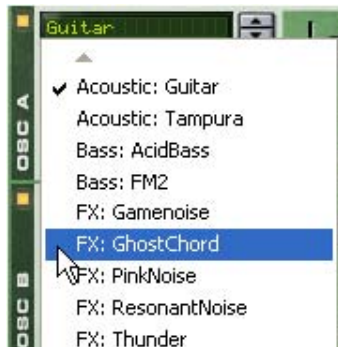 Guitar
Acoustic: Guitar
Acoustic: Tampura
Bass: AcidBass
Bass: FM2
FX: Gamenoise
FX: GhostChord
FX: PinkNoise
FX: ResonantNoise
FX: Thunder
OSC A
OSC B